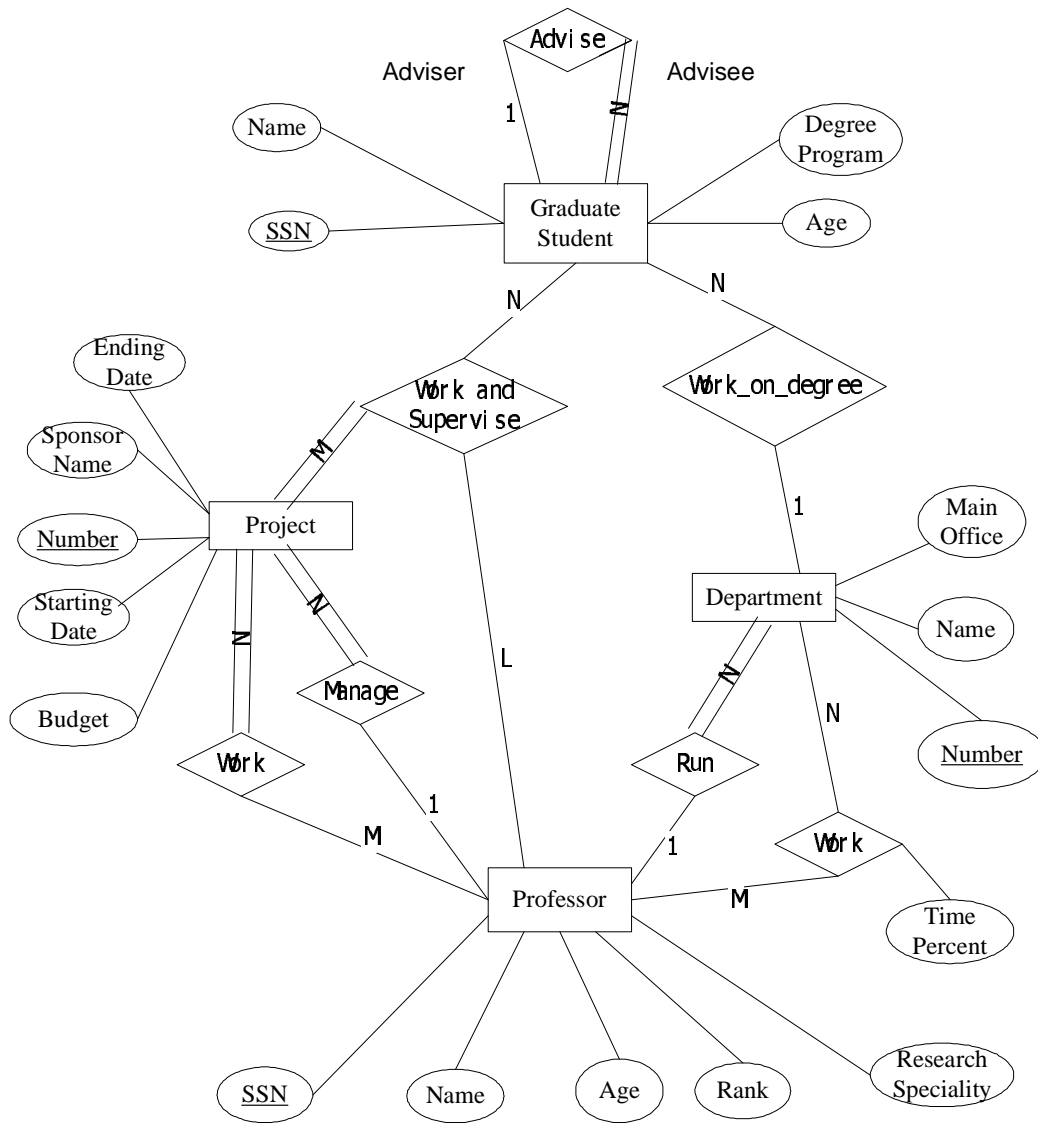 Advise
Adviser
Advisee
1
N
Name
Degree
Program
SSN
Graduate
Student
Age
N
N
Ending
Date
Work and
Supervise
Work_on_degree
Sponsor
Name
M
Project
1
Main
Office
Number
Department
Starting
Date
N
N
Name
L
N
N
Budget
Manage
Number
Work
Run
1
M
1
Work
Professor
M
Time
Percent
SSN
Name
Age
Rank
Research
Speciality